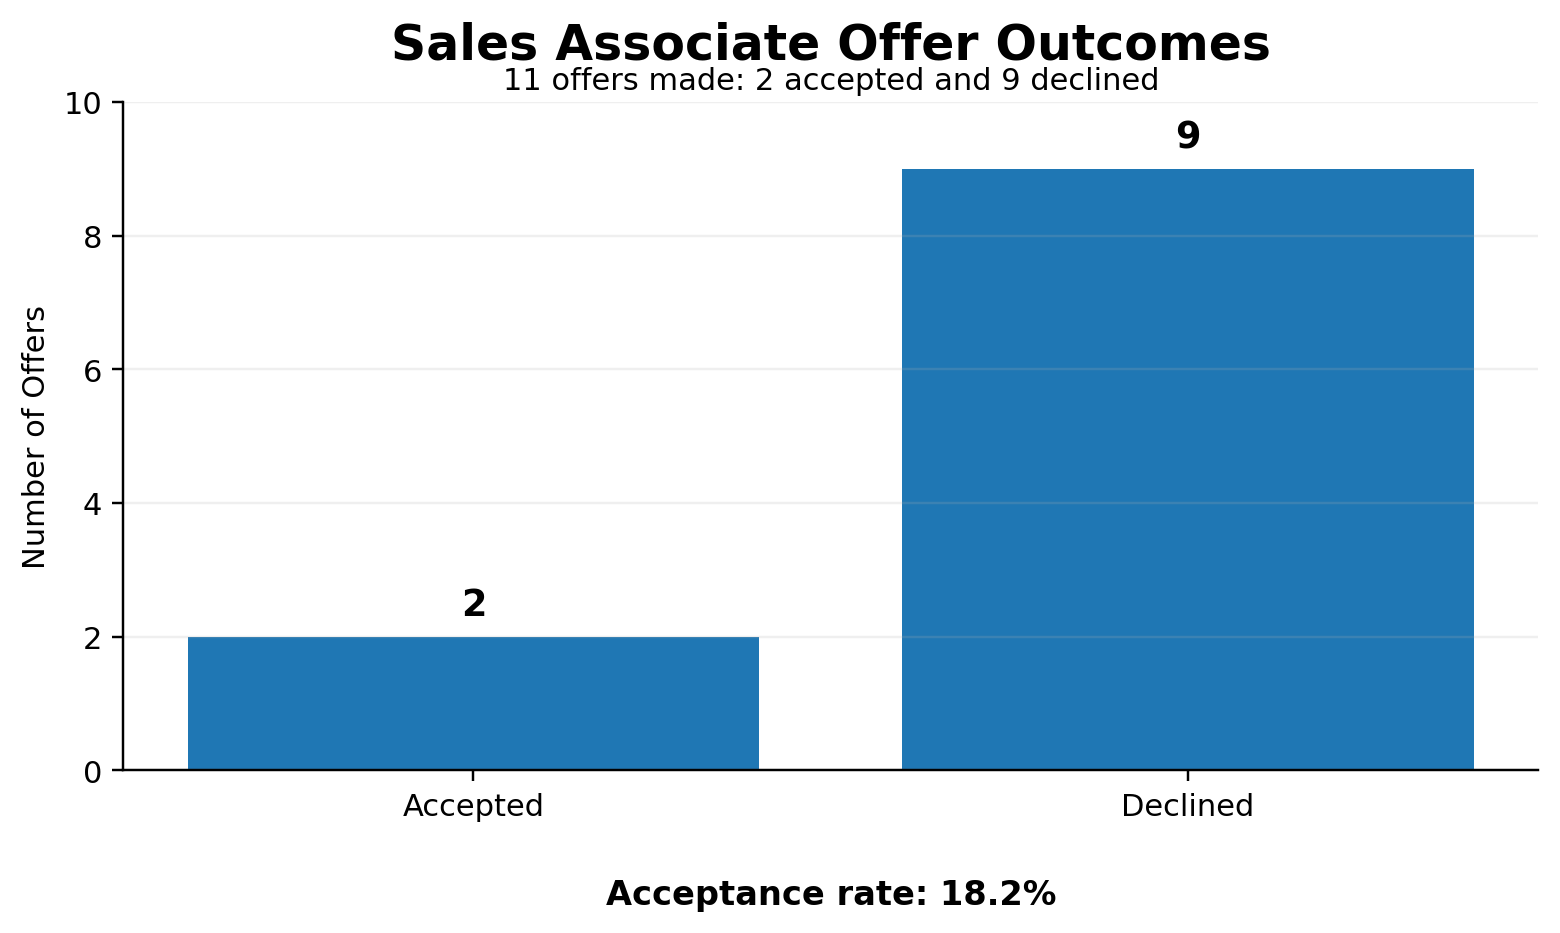 Sales Associate Offer Outcomes
11 offers made: 2 accepted and 9 declined
Number of Offers
10
8
6
4
2
0
2
9
Accepted
Declined
Acceptance rate: 18.2%